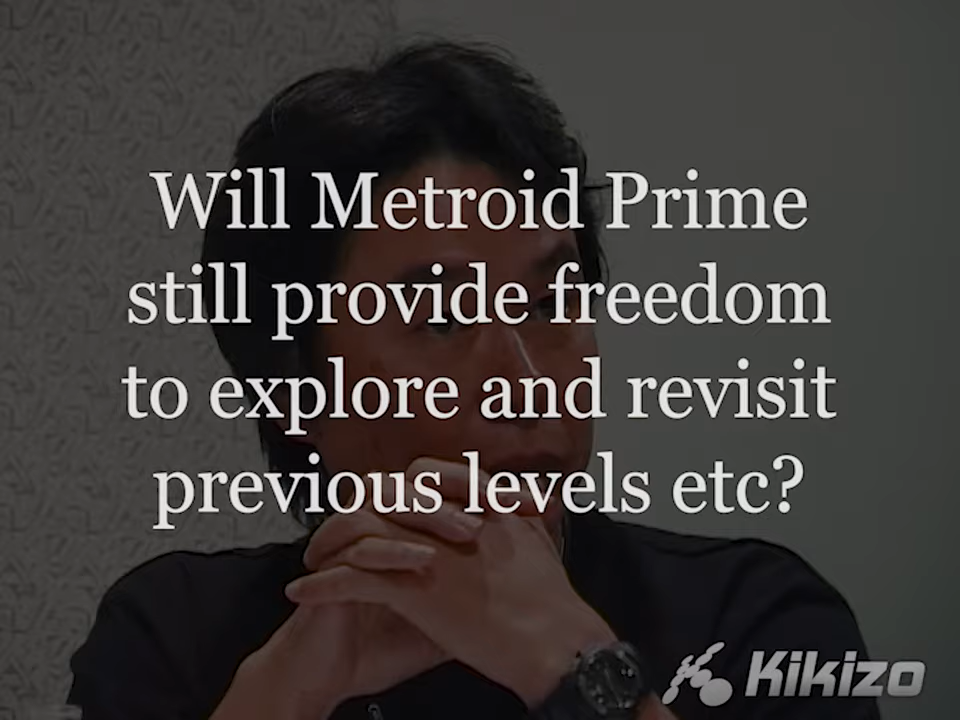 Will Metroid Prime
still provide freedom
to explore and revisit
previous levels etc?
Kikizo